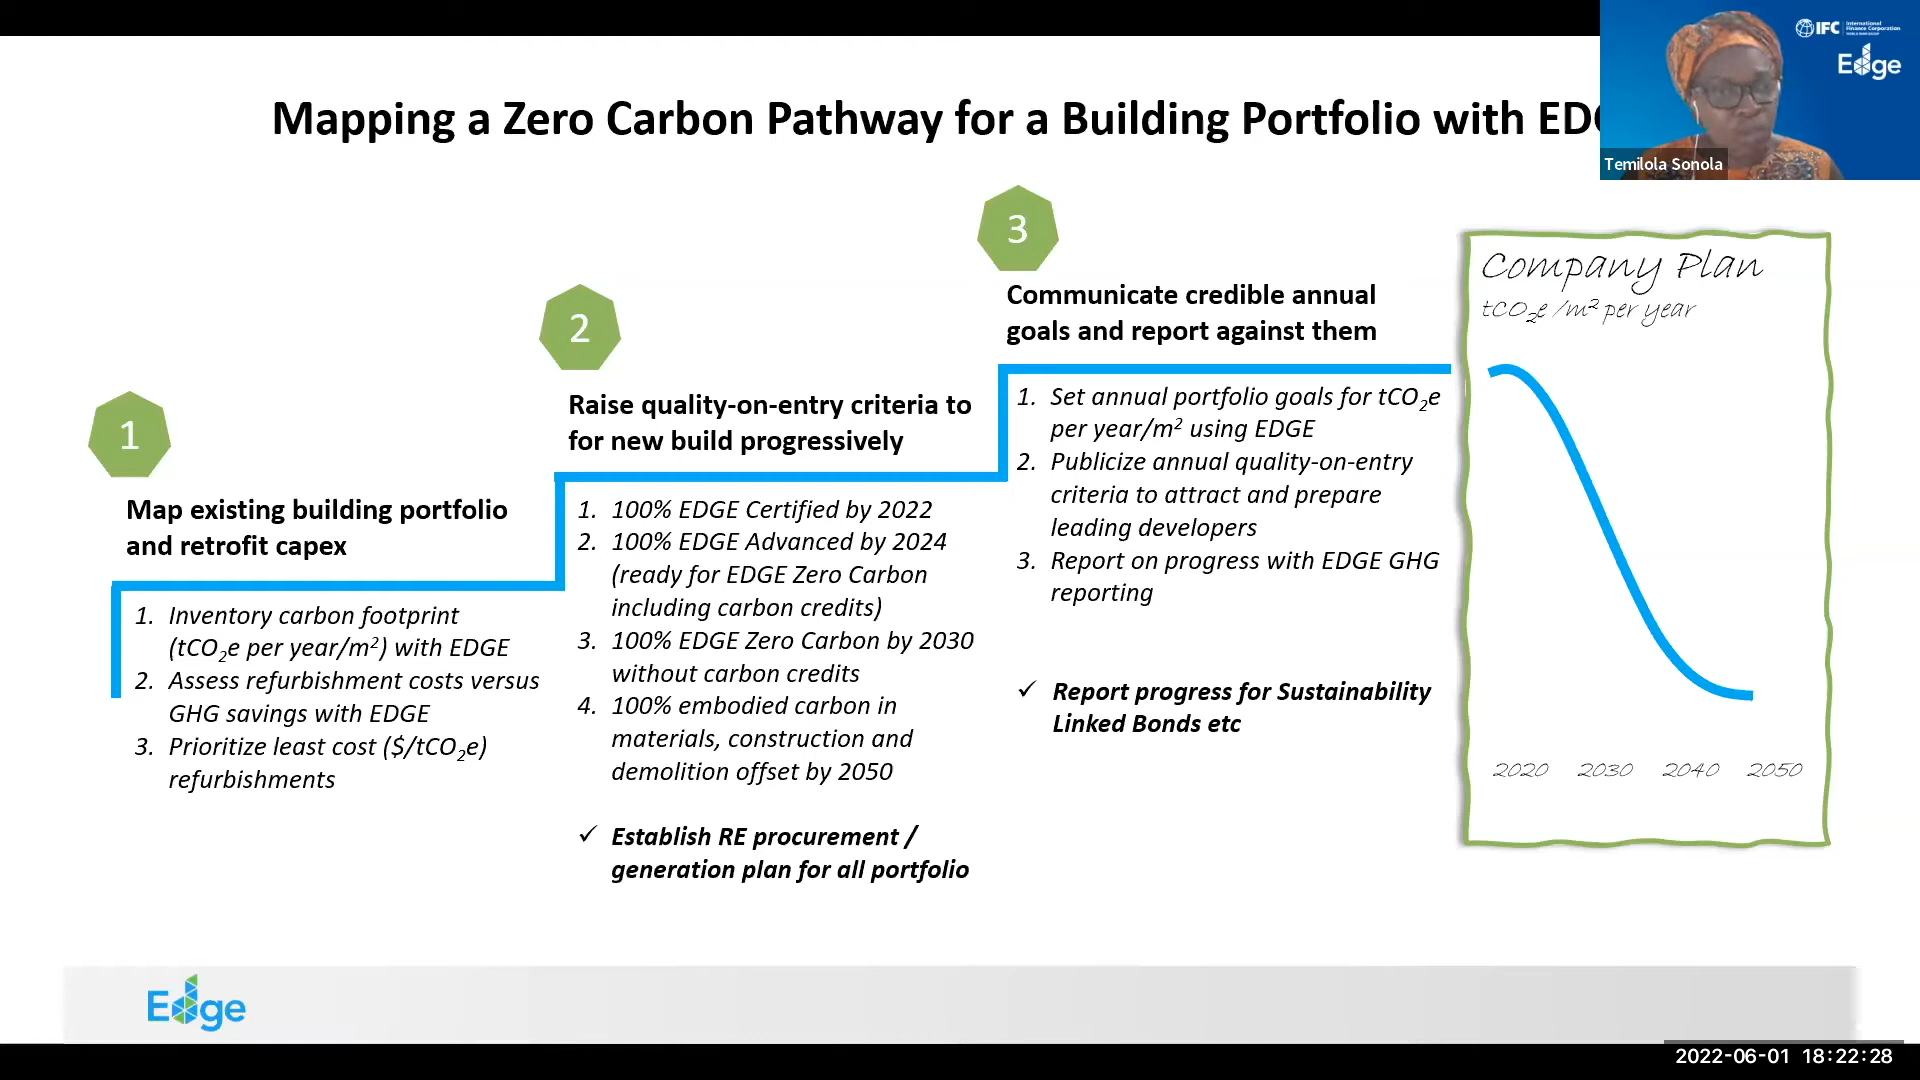 Mapping a Zero Carbon Pathway for a Building Portfolio with
IFC
International
Finance Corporation
Edge
Temilola Sonola
1
Map existing building portfolio
and retrofit capex
1. Inventory carbon footprint
(tCO₂e per year/m²) with EDGE
2. Assess refurbishment costs versus
GHG savings with EDGE
3. Prioritize least cost ($/tCO₂e)
refurbishments
2
Raise quality-on-entry criteria to
for new build progressively
1. 100% EDGE Certified by 2022
2. 100% EDGE Advanced by 2024
(ready for EDGE Zero Carbon
including carbon credits)
3. 100% EDGE Zero Carbon by 2030
without carbon credits
4. 100% embodied carbon in
materials, construction and
demolition offset by 2050
✓ Establish RE procurement /
generation plan for all portfolio
3
Communicate credible annual
goals and report against them
1. Set annual portfolio goals for tCO₂e
per year/m² using EDGE
2. Publicize annual quality-on-entry
criteria to attract and prepare
leading developers
3. Report on progress with EDGE GHG
reporting
✓ Report progress for Sustainability
Linked Bonds etc
Company Plan
tCO₂e /m² per year
2020 2030 2040 2050
Edge
2022-06-01 18:22:28